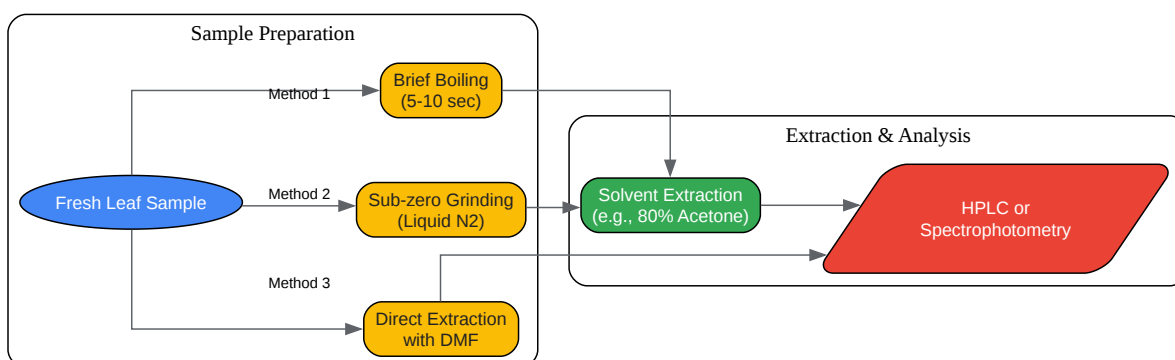 Sample Preparation
Method 1
Brief Boiling
(5-10 sec)
Fresh Leaf Sample
Method 2
Sub-zero Grinding
(Liquid N2)
Method 3
Direct Extraction
with DMF
Extraction & Analysis
Solvent Extraction
(e.g., 80% Acetone)
HPLC or
Spectrophotometry